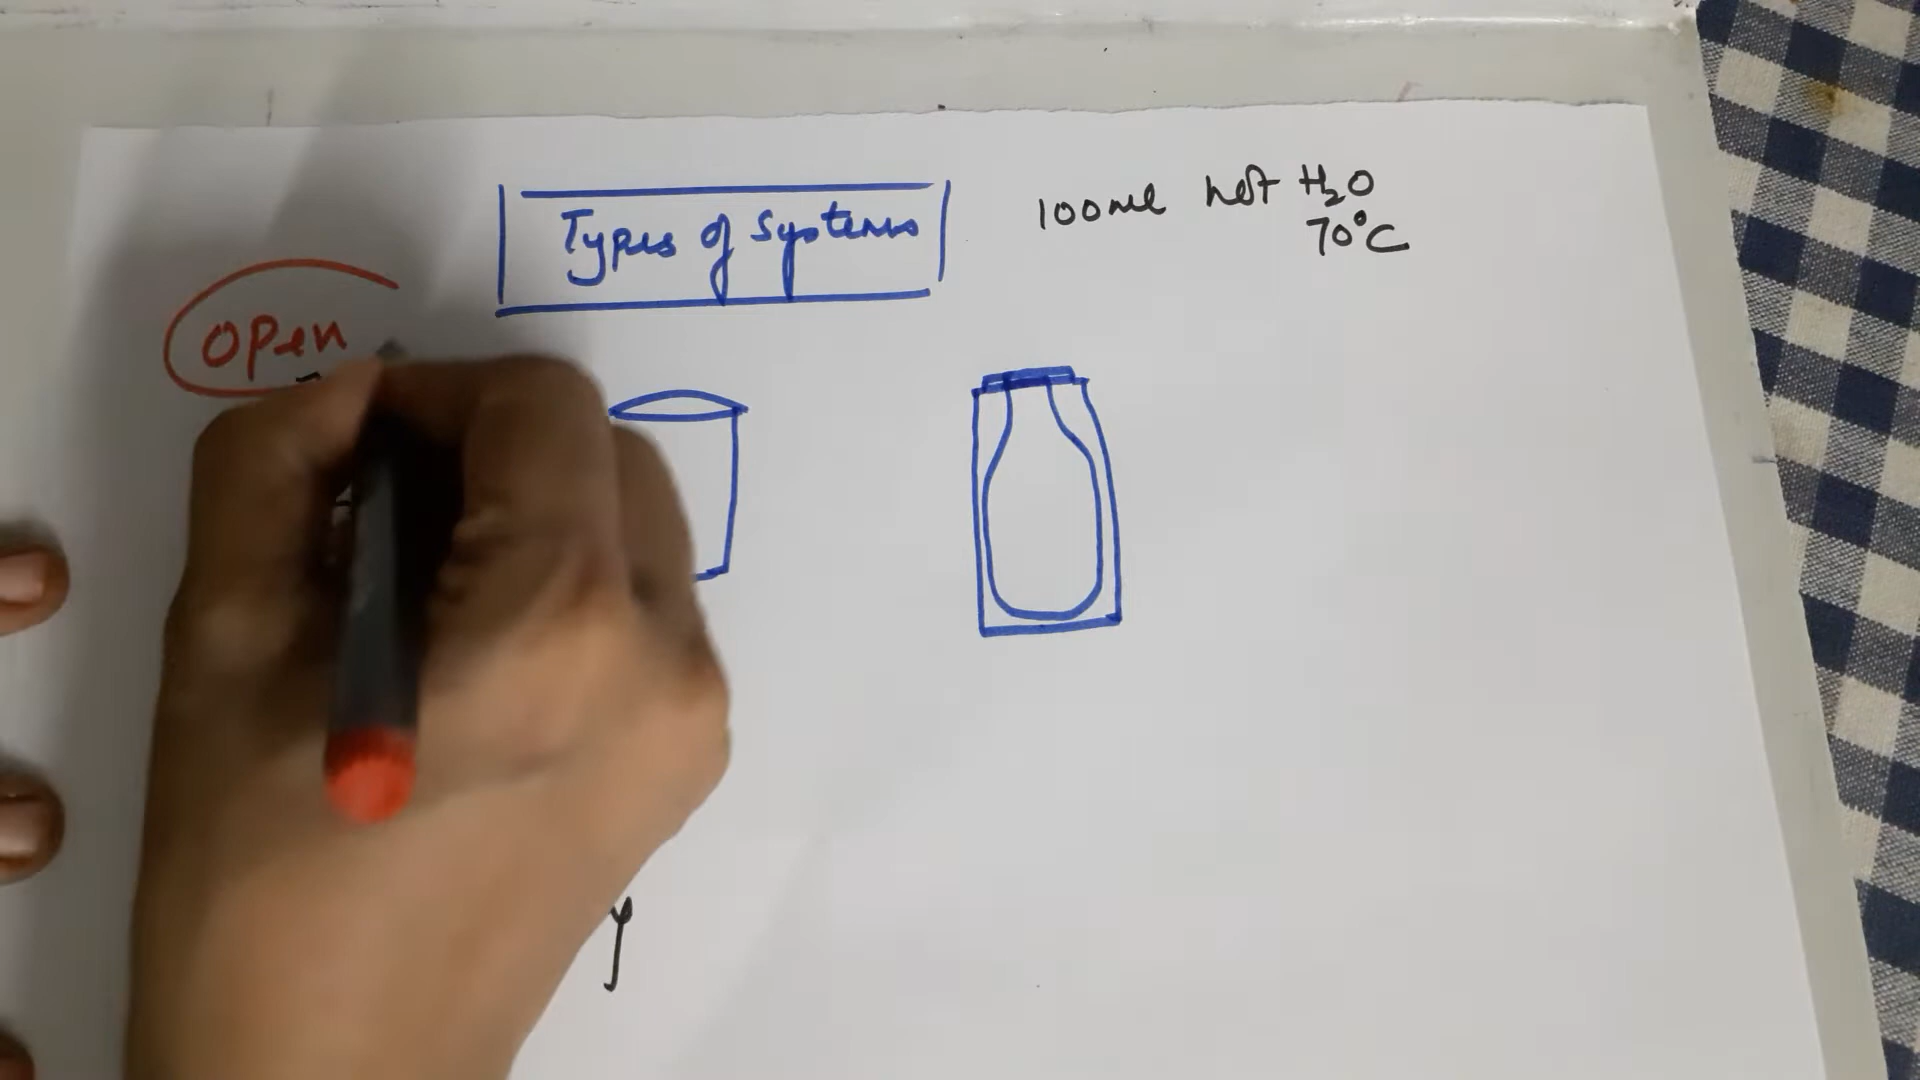 Types of Systems
100ml hot H₂O
70°C
Open
y